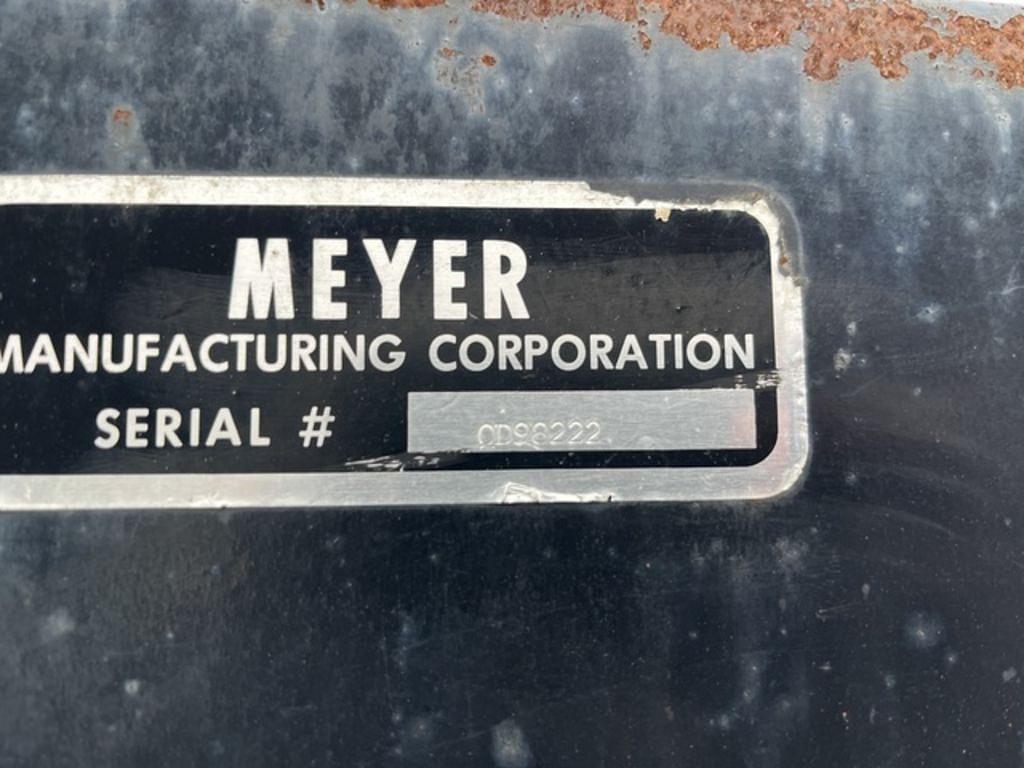 MEYER
MANUFACTURING CORPORATION
SERIAL # OD98222